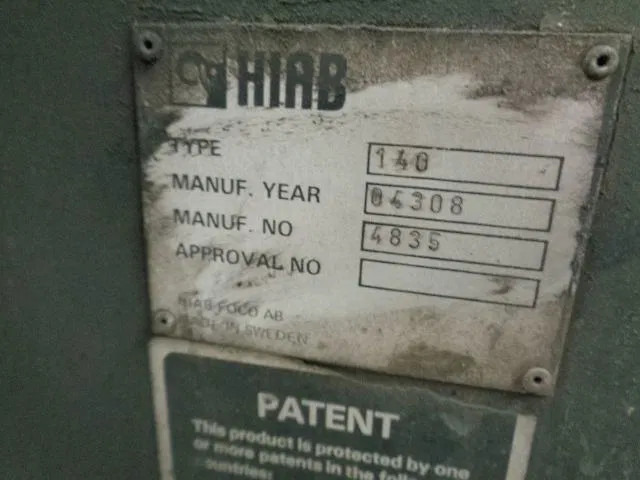 HIAB
TYPE 140
MANUF. YEAR 04308
MANUF. NO 4835
APPROVAL NO
HIAB-FOCO AB
MADE IN SWEDEN
PATENT
This product is protected by one
or more patents in the following
countries: